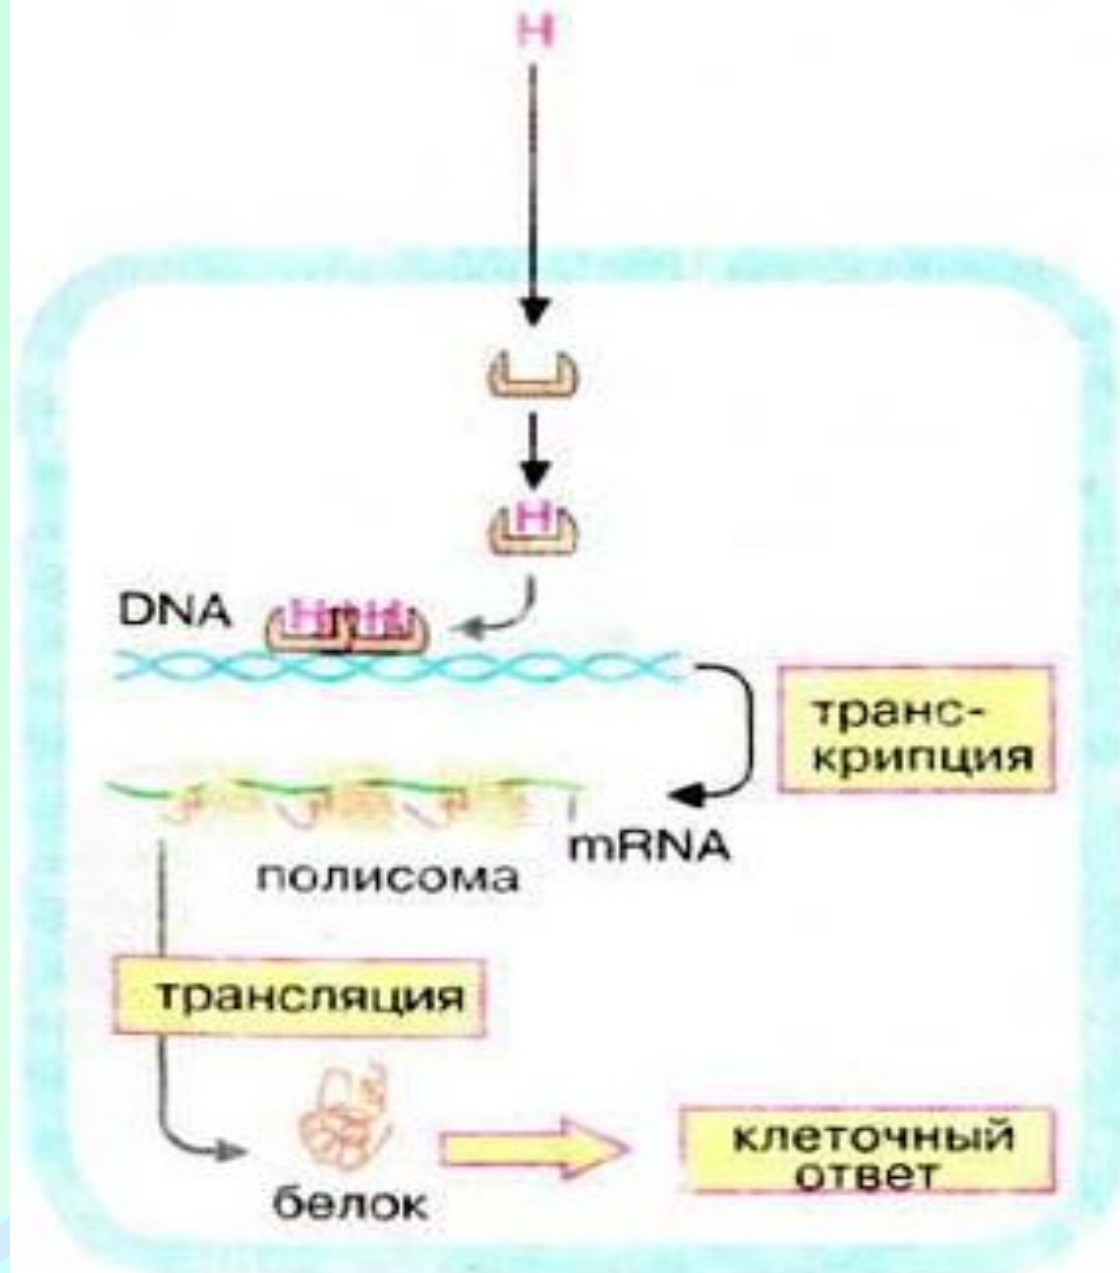 H
H
DNA
H H
транс-
крипция
mRNA
полисома
трансляция
клеточный
ответ
белок